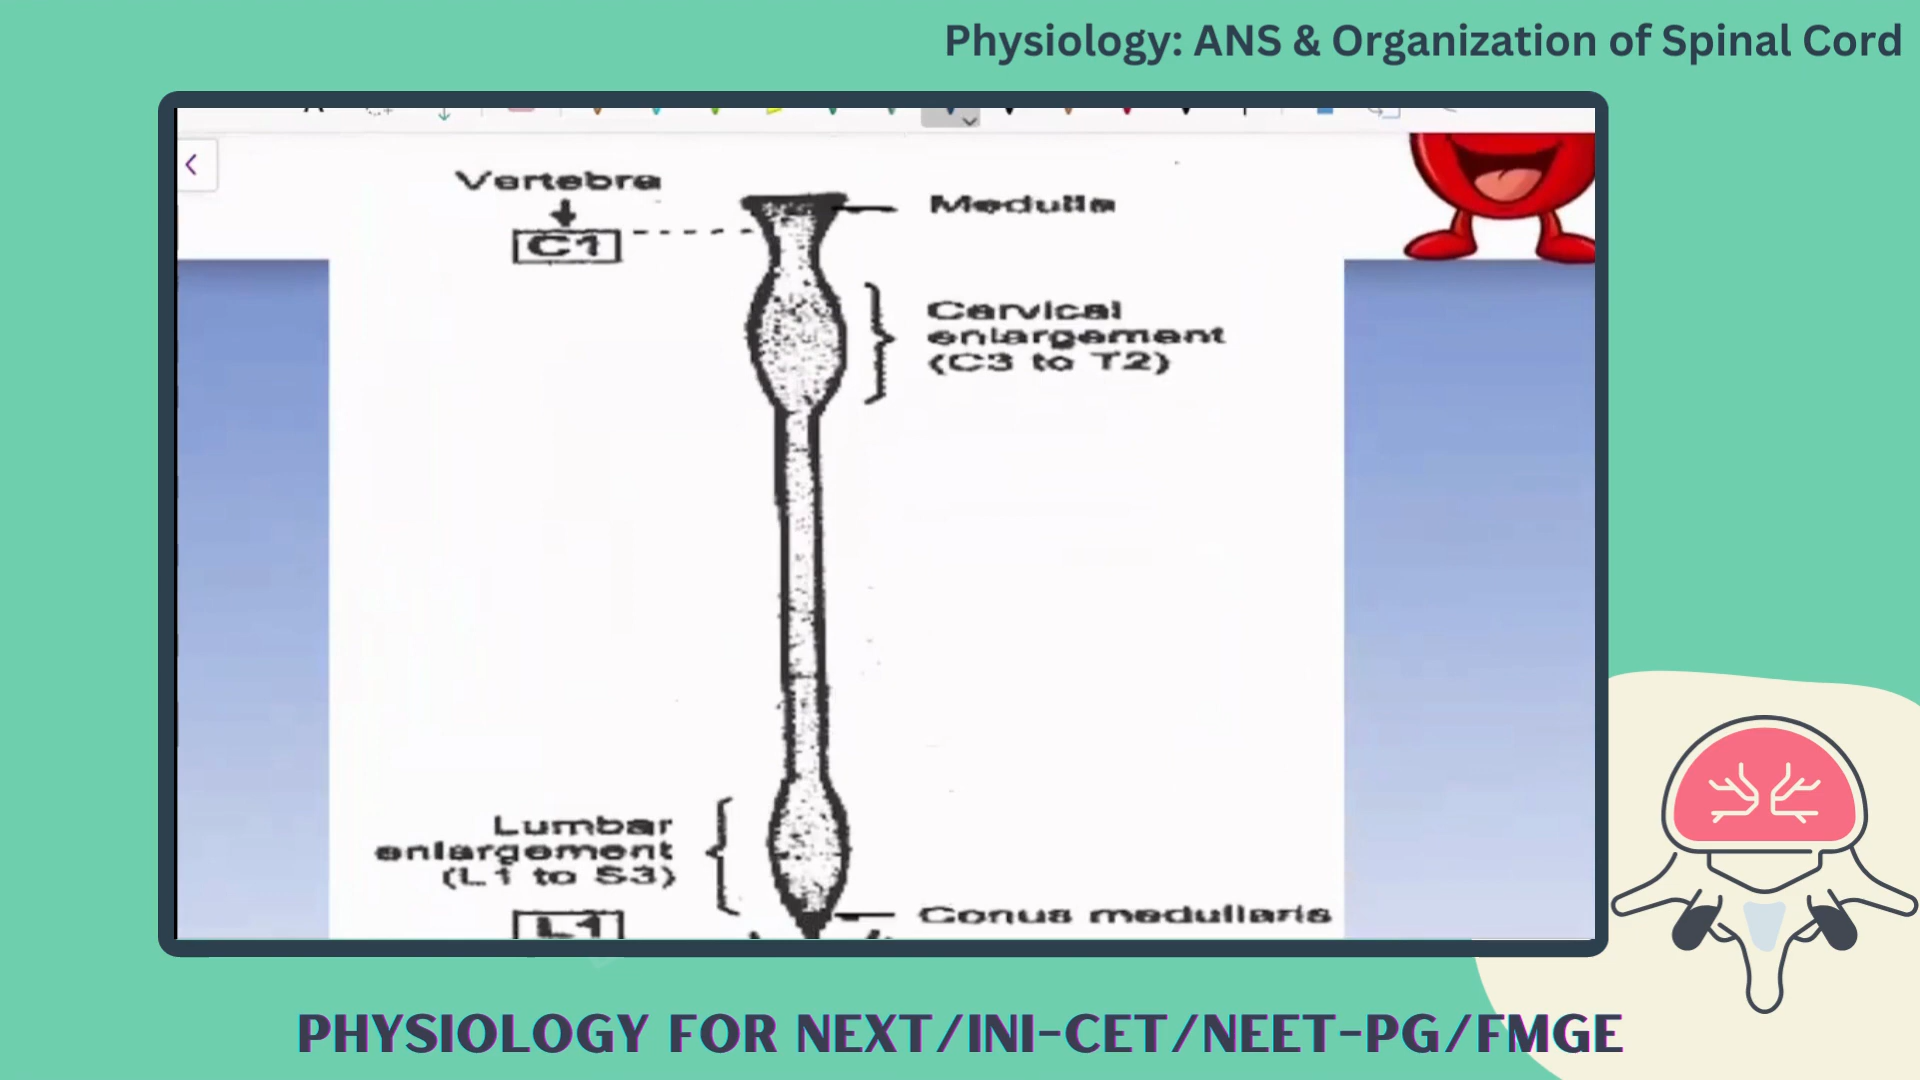 Physiology: ANS & Organization of Spinal Cord
Vertebra
C1
Medulla
Cervical
enlargement
(C3 to T2)
Lumbar
enlargement
(L1 to S3)
L1
Conus medullaris
PHYSIOLOGY FOR NEXT/INI-CET/NEET-PG/FMGE